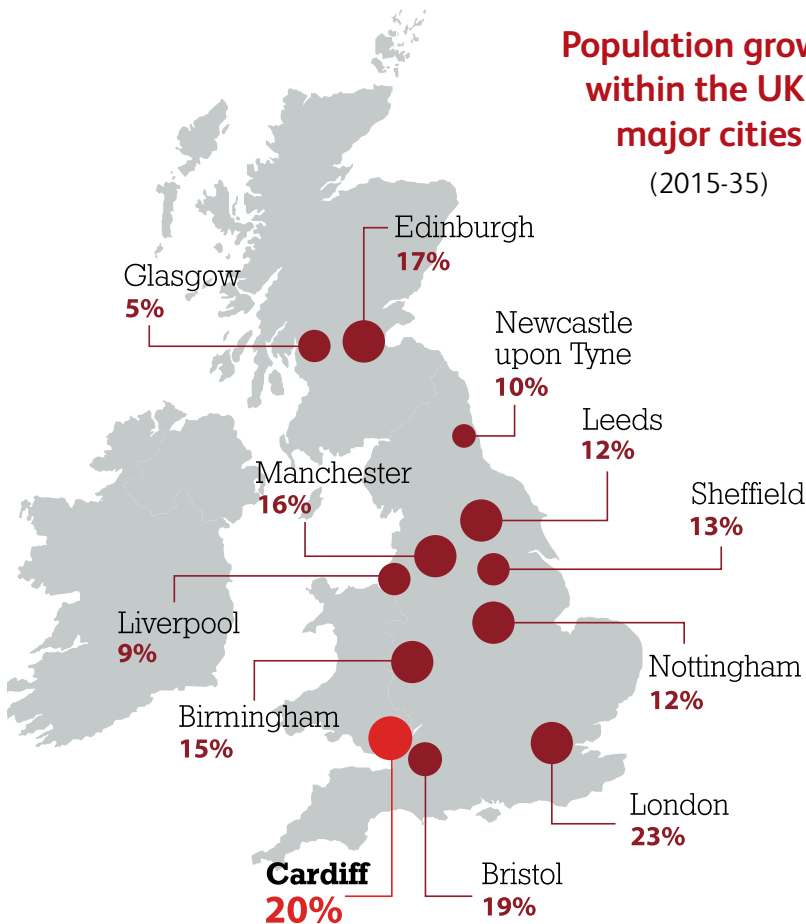 Population grow
within the UK
major cities
(2015-35)
Edinburgh
17%
Glasgow
5%
Newcastle
upon Tyne
10%
Leeds
12%
Manchester
16%
Sheffield
13%
Liverpool
9%
Nottingham
12%
Birmingham
15%
London
23%
Cardiff
20%
Bristol
19%